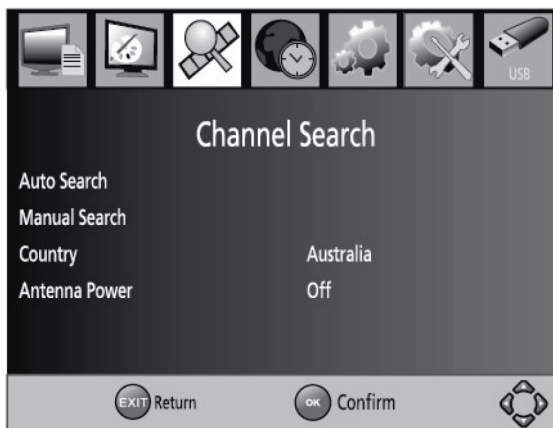 USB
Channel Search
Auto Search
Manual Search
Country Australia
Antenna Power Off
EXIT Return OK Confirm